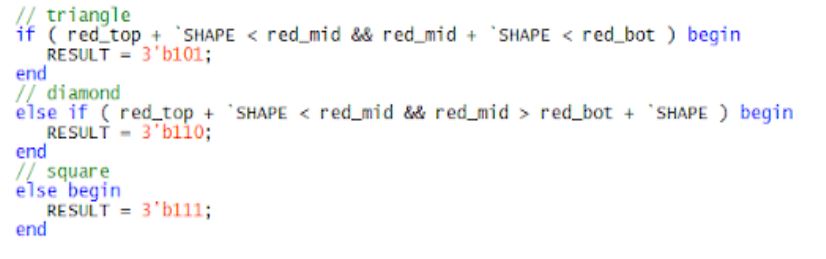 // triangle
if ( red_top + `SHAPE < red_mid && red_mid + `SHAPE < red_bot ) begin
   RESULT = 3'b101;
end
// diamond
else if ( red_top + `SHAPE < red_mid && red_mid > red_bot + `SHAPE ) begin
   RESULT = 3'b110;
end
// square
else begin
   RESULT = 3'b111;
end